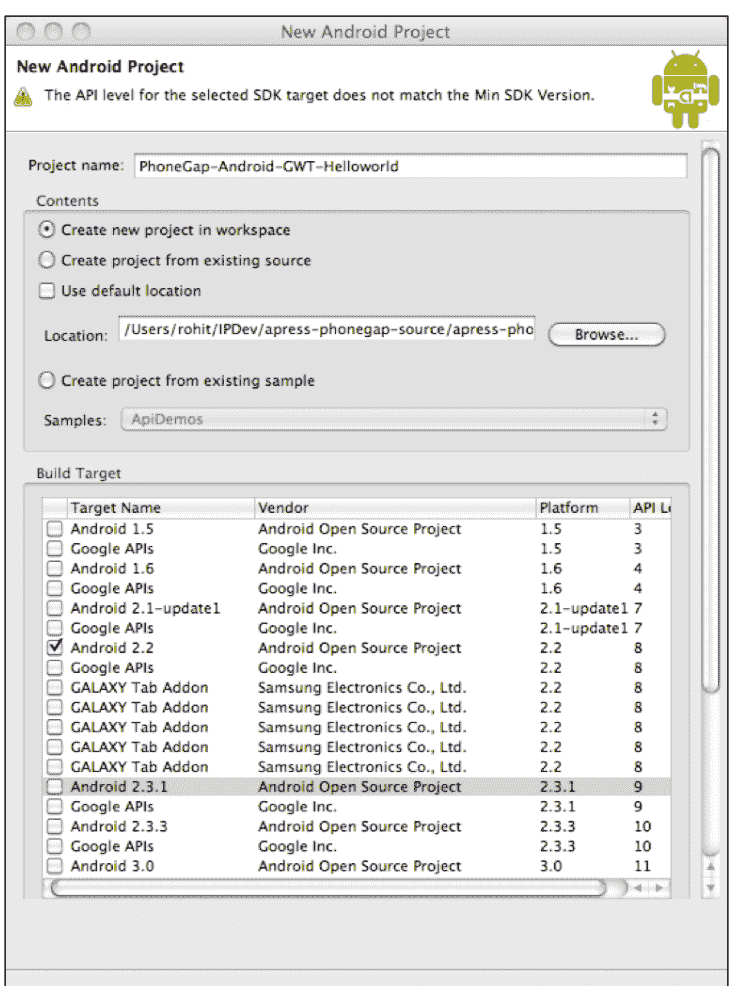 New Android Project
New Android Project
The API level for the selected SDK target does not match the Min SDK Version.
Project name: PhoneGap-Android-GWT-Helloworld
Contents
Create new project in workspace
Create project from existing source
Use default location
Location: /Users/rohit/IPDev/apress-phonegap-source/apress-pho Browse...
Create project from existing sample
Samples: ApiDemos
Build Target
Target Name Vendor Platform API L
Android 1.5 Android Open Source Project 1.5 3
Google APIs Google Inc. 1.5 3
Android 1.6 Android Open Source Project 1.6 4
Google APIs Google Inc. 1.6 4
Android 2.1-update1 Android Open Source Project 2.1-update1 7
Google APIs Google Inc. 2.1-update1 7
Android 2.2 Android Open Source Project 2.2 8
Google APIs Google Inc. 2.2 8
GALAXY Tab Addon Samsung Electronics Co., Ltd. 2.2 8
GALAXY Tab Addon Samsung Electronics Co., Ltd. 2.2 8
GALAXY Tab Addon Samsung Electronics Co., Ltd. 2.2 8
GALAXY Tab Addon Samsung Electronics Co., Ltd. 2.2 8
GALAXY Tab Addon Samsung Electronics Co., Ltd. 2.2 8
Android 2.3.1 Android Open Source Project 2.3.1 9
Google APIs Google Inc. 2.3.1 9
Android 2.3.3 Android Open Source Project 2.3.3 10
Google APIs Google Inc. 2.3.3 10
Android 3.0 Android Open Source Project 3.0 11